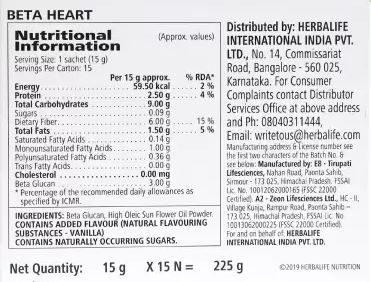 BETA HEART
Nutritional
Information
(Approx. values)
Serving Size: 1 sachet (15 g)
Servings Per Carton: 15
Per 15 g approx. % RDA*
Energy 59.50 kcal 2 %
Protein 2.50 g 4 %
Total Carbohydrates 9.00 g
Sugars 0.09 g
Dietary Fiber 6.00 g 15 %
Total Fats 1.50 g 5 %
Saturated Fatty Acids 0.14 g
Monounsaturated Fatty Acids 1.00 g
Polyunsaturated Fatty Acids 0.36 g
Trans Fatty Acids 0.00 g
Cholesterol 0.00 mg
Beta Glucan 3.00 g
* Percentage of the recommended daily allowances as
specified by ICMR.
INGREDIENTS: Beta Glucan, High Oleic Sun Flower Oil Powder.
CONTAINS ADDED FLAVOUR (NATURAL FLAVOURING
SUBSTANCES - VANILLA)
CONTAINS NATURALLY OCCURRING SUGARS.
Distributed by: HERBALIFE
INTERNATIONAL INDIA PVT.
LTD., No. 14, Commissariat
Road, Bangalore - 560 025,
Karnataka. For Consumer
Complaints contact Distributor
Services Office at above address
and Ph: 08040311444,
Email: writetous@herbalife.com
Manufacturing address & License number see
the first two characters of the Batch No. &
see below: Manufactured by: EB - Tirupati
Lifesciences, Nahan Road, Paonta Sahib,
Sirmour - 173 025, Himachal Pradesh, FSSAI
Lic. No. 10012062000165 (FSSC 22000
Certified). A2 - Zeon Lifesciences Ltd., HC - II,
Village Kunja, Rampur Road, Paonta Sahib -
173 025, Himachal Pradesh, FSSAI Lic. No.
10013062000225 (FSSC 22000 Certified).
For and on behalf of: HERBALIFE
INTERNATIONAL INDIA PVT. LTD.
Net Quantity: 15 g X 15 N = 225 g
©2019 HERBALIFE NUTRITION